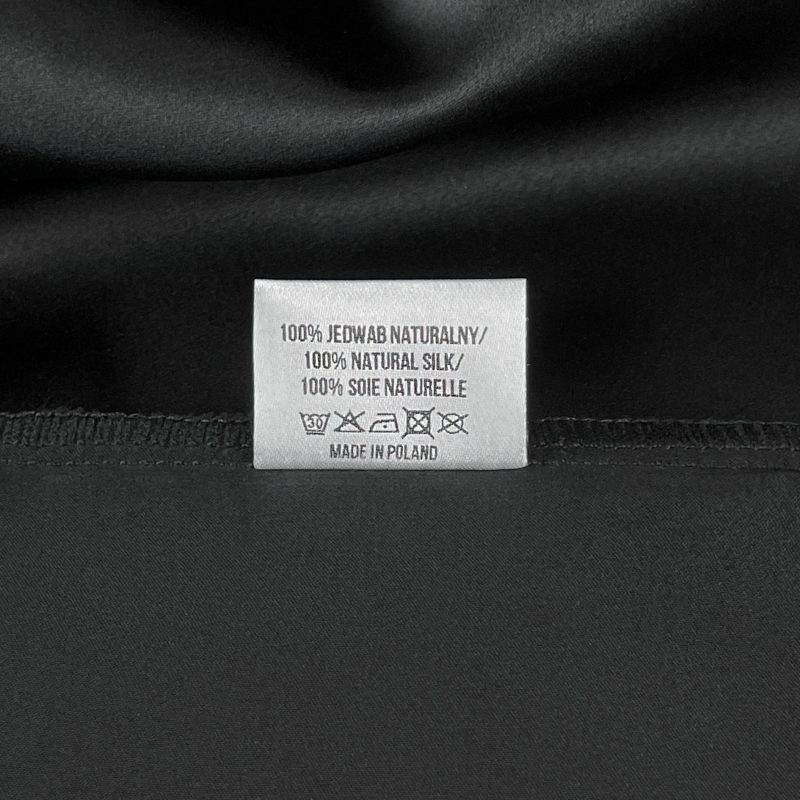 100% JEDWAB NATURALNY/
100% NATURAL SILK/
100% SOIE NATURELLE
30
MADE IN POLAND